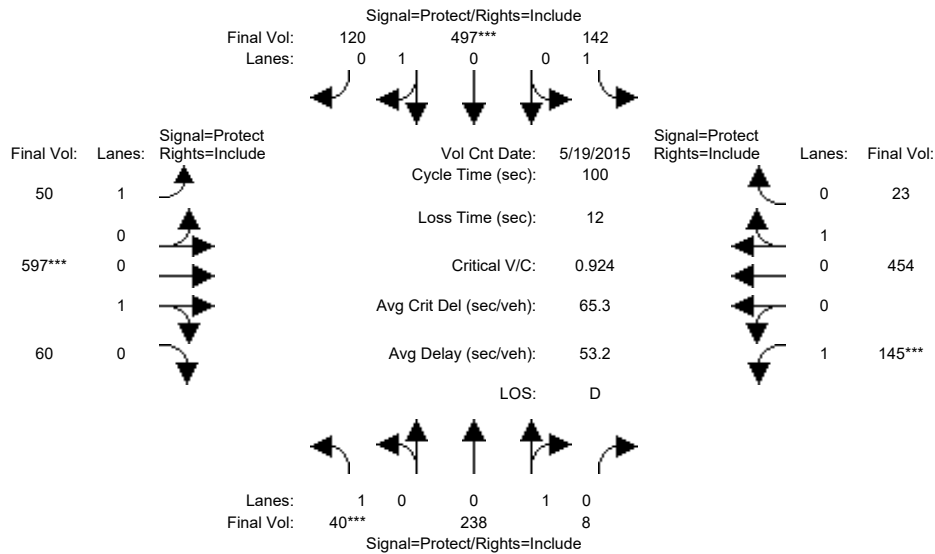 Signal=Protect/Rights=Include
Final Vol: 120 497*** 142
Lanes: 0 1 0 0 1
Signal=Protect
Final Vol: Lanes: Rights=Include
Vol Cnt Date: 5/19/2015
Signal=Protect
Rights=Include Lanes: Final Vol:
Cycle Time (sec): 100
50 1
0 23
Loss Time (sec): 12
0
1
597*** 0
Critical V/C: 0.924
0 454
1
Avg Crit Del (sec/veh): 65.3
0
60 0
Avg Delay (sec/veh): 53.2
1 145***
LOS: D
Lanes: 1 0 0 1 0
Final Vol: 40*** 238 8
Signal=Protect/Rights=Include